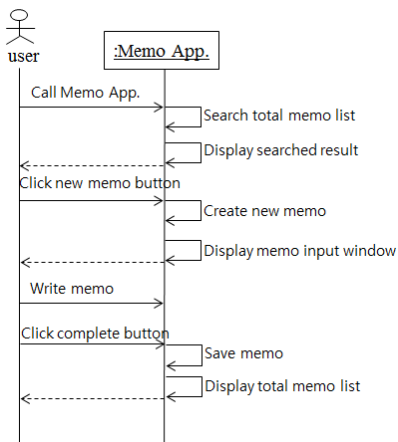 user
:Memo App.
Call Memo App.
Search total memo list
Display searched result
Click new memo button
Create new memo
Display memo input window
Write memo
Click complete button
Save memo
Display total memo list